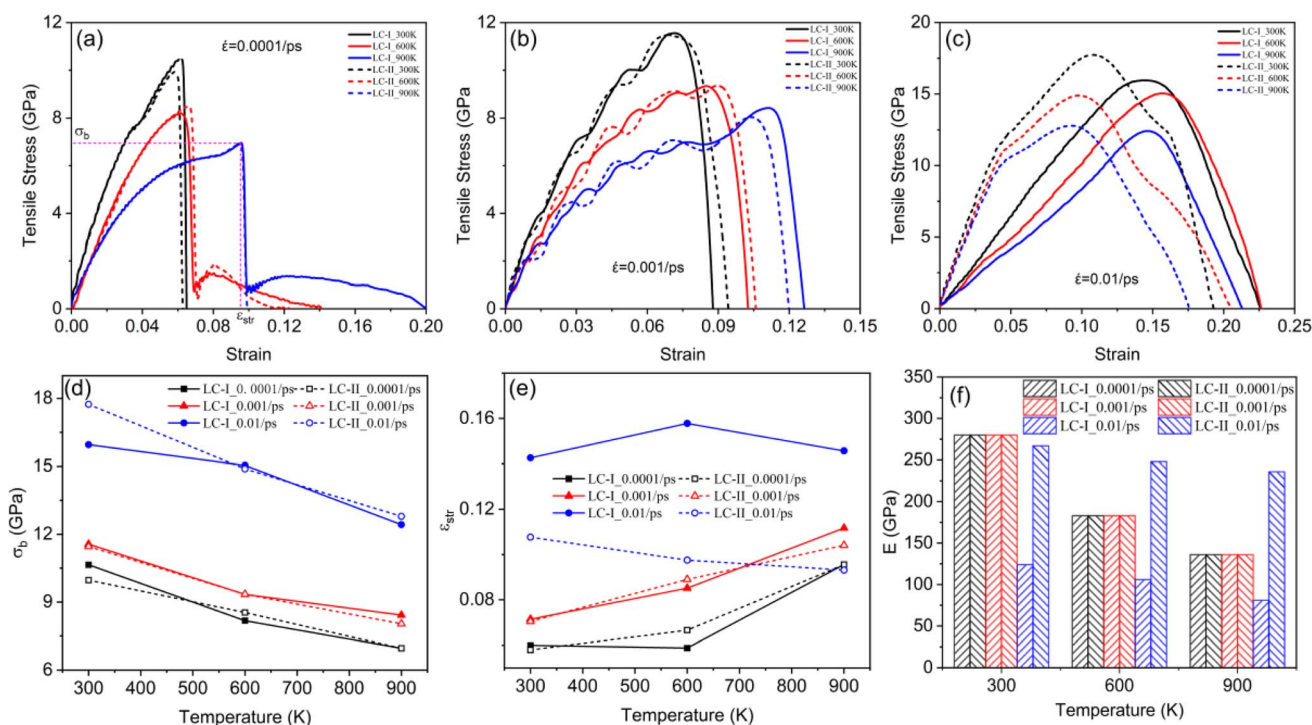 (a)
ε̇=0.0001/ps
LC-I_300K
LC-I_600K
LC-I_900K
LC-II_300K
LC-II_600K
LC-II_900K
σb
εstr
Tensile Stress (GPa)
0
4
8
12
0.00
0.04
0.08
0.12
0.16
0.20
Strain
(b)
ε̇=0.001/ps
LC-I_300K
LC-I_600K
LC-I_900K
LC-II_300K
LC-II_600K
LC-II_900K
Tensile Stress (GPa)
0
4
8
12
0.00
0.03
0.06
0.09
0.12
0.15
Strain
(c)
ε̇=0.01/ps
LC-I_300K
LC-I_600K
LC-I_900K
LC-II_300K
LC-II_600K
LC-II_900K
Tensile Stress (GPa)
0
5
10
15
20
0.00
0.05
0.10
0.15
0.20
0.25
Strain
(d)
LC-I_0. 0001/ps
LC-II_0.0001/ps
LC-I_0.001/ps
LC-II_0.001/ps
LC-I_0.01/ps
LC-II_0.01/ps
σb (GPa)
6
9
12
15
18
300 400 500 600 700 800 900
Temperature (K)
(e)
LC-I_0.0001/ps
LC-II_0.0001/ps
LC-I_0.001/ps
LC-II_0.001/ps
LC-I_0.01/ps
LC-II_0.01/ps
εstr
0.08
0.12
0.16
300 400 500 600 700 800 900
Temperature (K)
(f)
LC-I_0.0001/ps
LC-II_0.0001/ps
LC-I_0.001/ps
LC-II_0.001/ps
LC-I_0.01/ps
LC-II_0.01/ps
E (GPa)
0
50
100
150
200
250
300
350
300
600
900
Temperature (K)